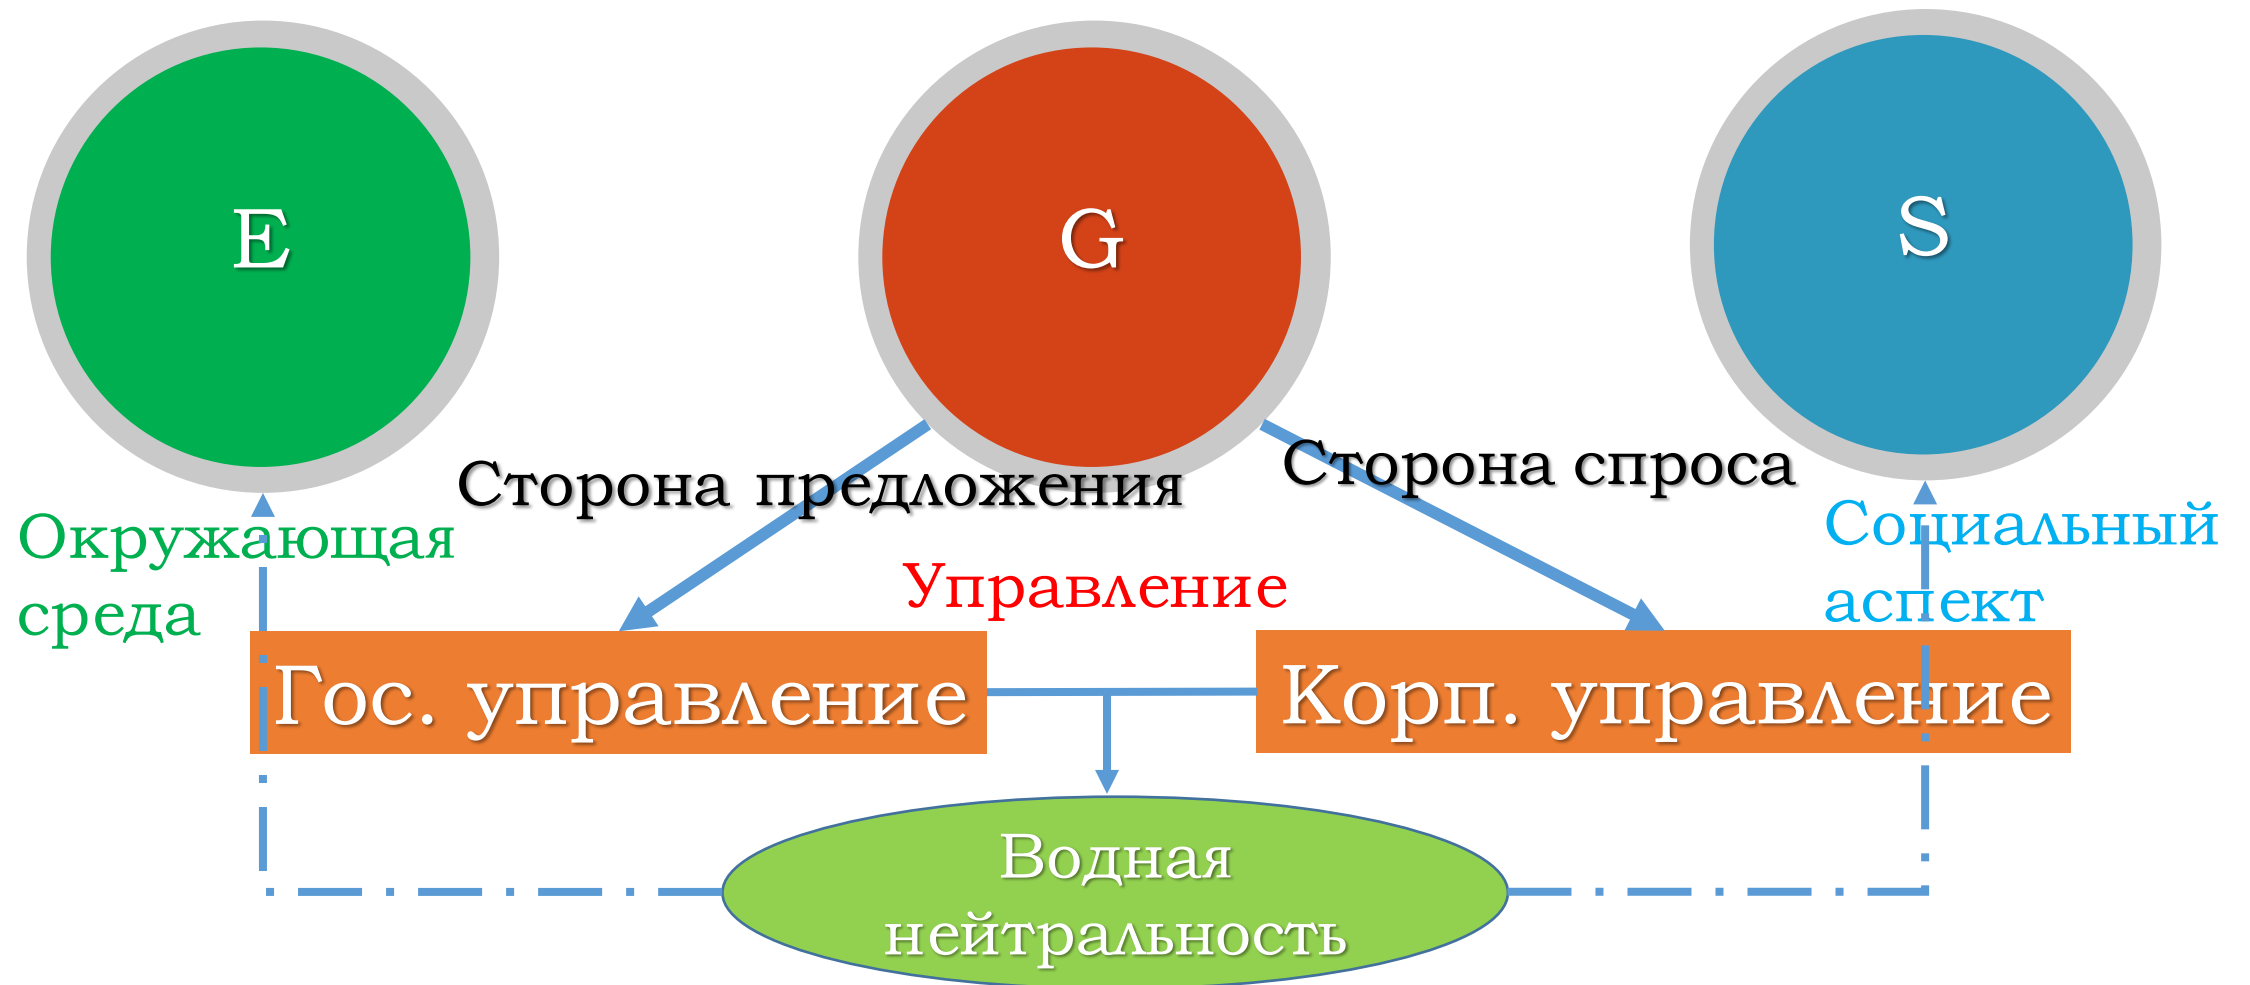 E
G
S
Сторона предложения
Сторона спроса
Окружающая
среда
Управление
Социальный
аспект
Гос. управление
Корп. управление
Водная
нейтральность